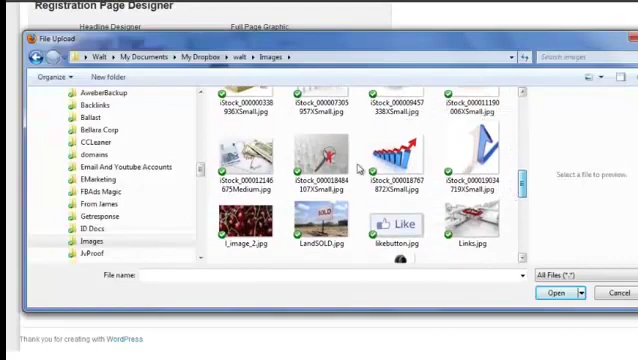 Registration Page Designer
Headline Designer Full Page Graphic
File Upload
Walt ▸ My Documents ▸ My Dropbox ▸ walt ▸ Images ▸ Search Images
Organize New folder
AweberBackup
Backlinks
Ballast
Bellara Corp
CCLeaner
domains
Email And Youtube Accounts
EMarketing
FBAds Magic
From James
Getresponse
ID Docs
Images
JvProof
iStock_000000338 iStock_000007305 iStock_000009457 iStock_000011190
936XSmall.jpg 957XSmall.jpg 338XSmall.jpg 006XSmall.jpg
iStock_000012146 iStock_000018484 iStock_000018767 iStock_000019034
675Medium.jpg 107XSmall.jpg 872XSmall.jpg 719XSmall.jpg
SOLD
Like
l_image_2.jpg LandSOLD.jpg likebutton.jpg Links.jpg
Select a file to preview.
File name: All Files (*.*)
Open Cancel
Thank you for creating with WordPress